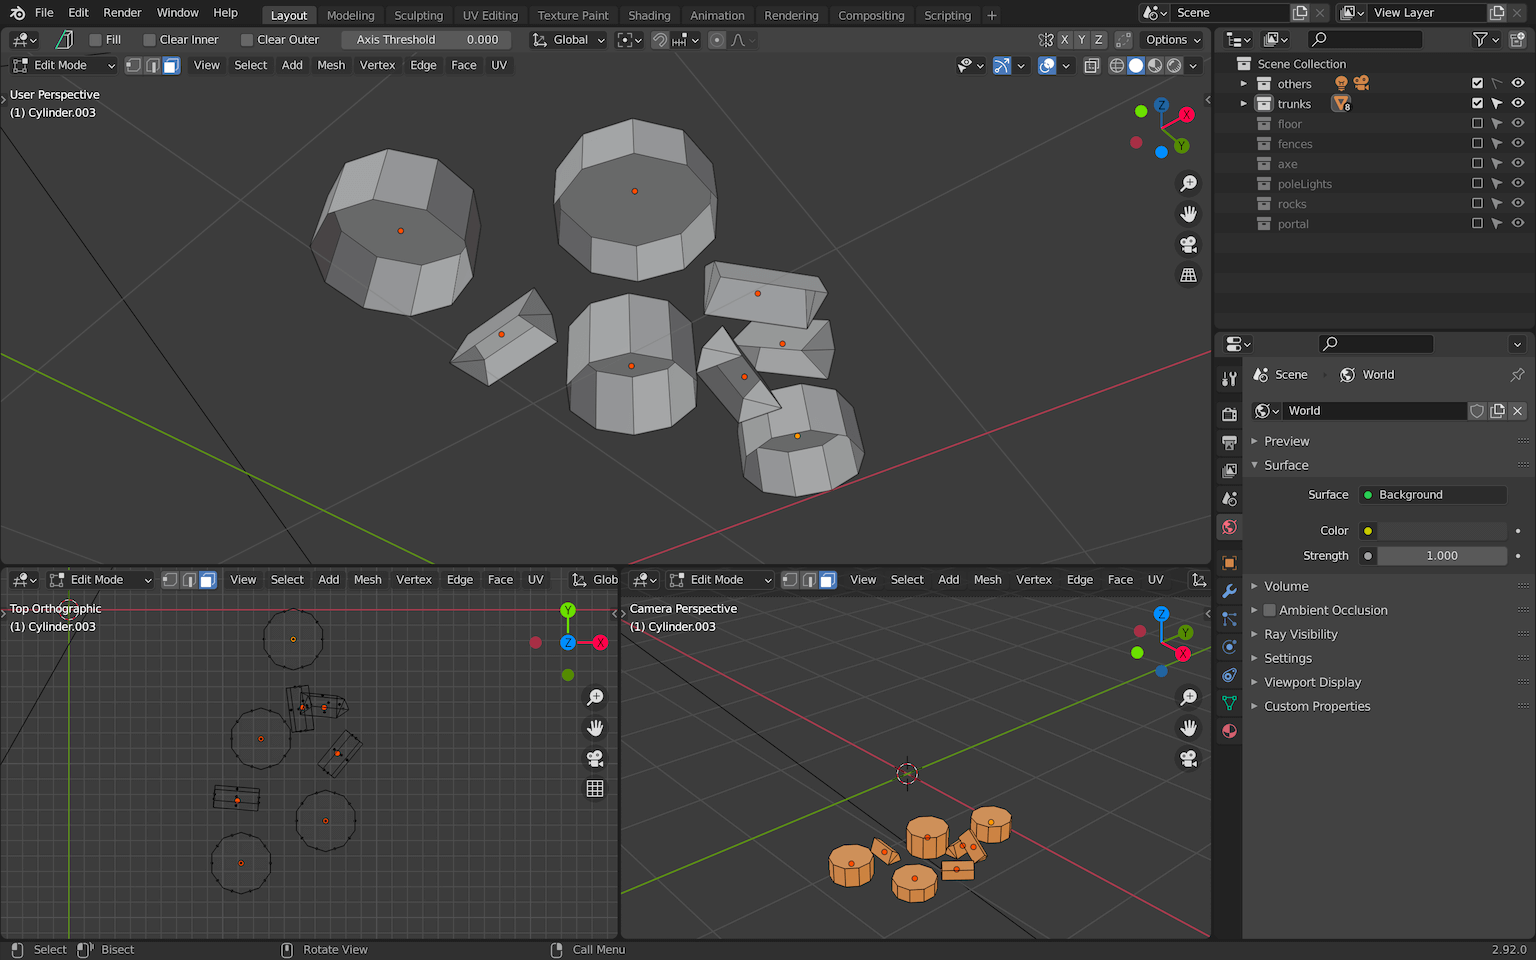 File Edit Render Window Help Layout Modeling Sculpting UV Editing Texture Paint Shading Animation Rendering Compositing Scripting + Scene View Layer
Fill Clear Inner Clear Outer Axis Threshold 0.000 Global X Y Z Options
Edit Mode View Select Add Mesh Vertex Edge Face UV
User Perspective
(1) Cylinder.003
Z
X
Y
Scene Collection
others
trunks 8
floor
fences
axe
poleLights
rocks
portal
Scene World
World
Preview
Surface
Surface Background
Color
Strength 1.000
Volume
Ambient Occlusion
Ray Visibility
Settings
Viewport Display
Custom Properties
Edit Mode View Select Add Mesh Vertex Edge Face UV Glob
Top Orthographic
(1) Cylinder.003
Y
Z X
Edit Mode View Select Add Mesh Vertex Edge Face UV
Camera Perspective
(1) Cylinder.003
Z
Y
X
Select Bisect Rotate View Call Menu 2.92.0